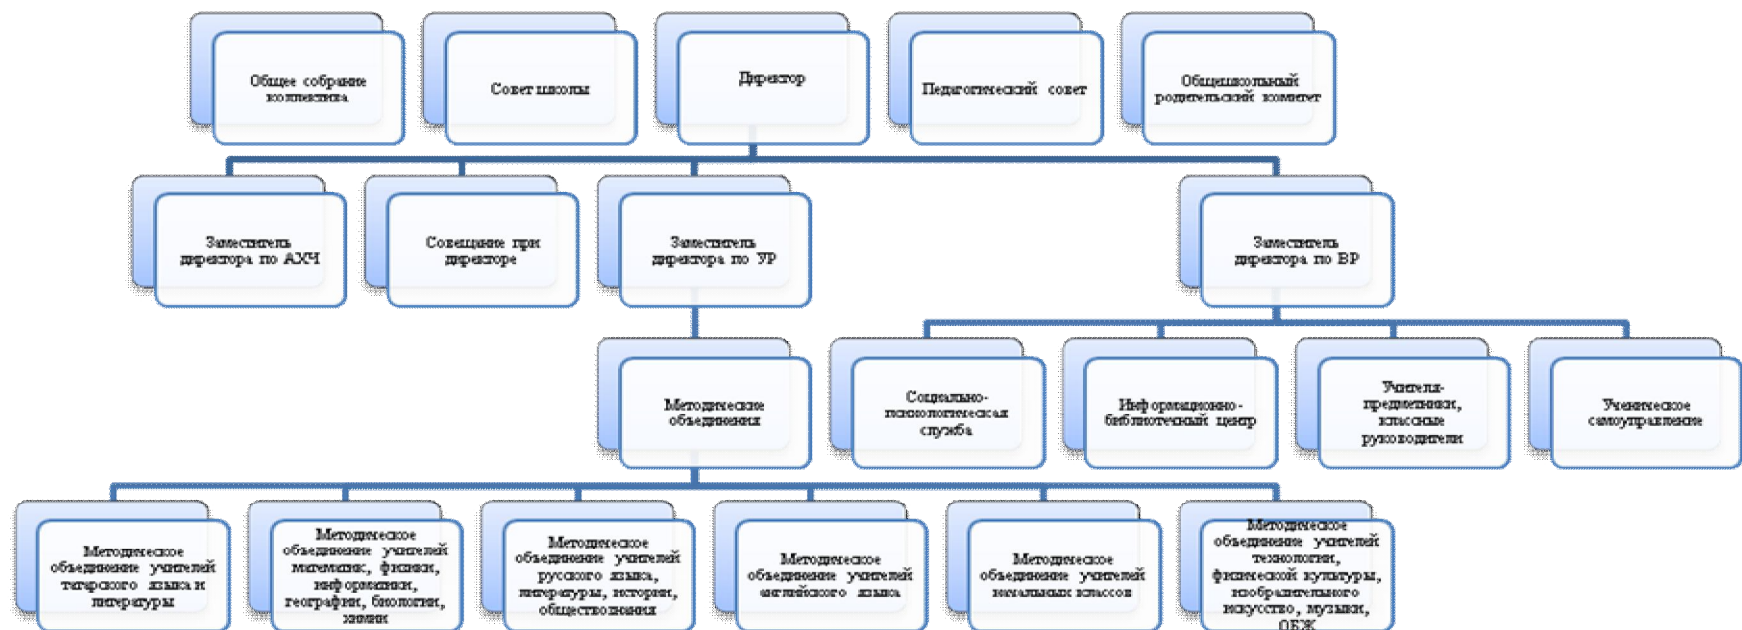 Общее собрание
коллектива
Совет школы
Директор
Педагогический совет
Общешкольный
родительский комитет
Заместитель
директора по АХЧ
Совещание при
директоре
Заместитель
директора по УР
Заместитель
директора по ВР
Методические
объединения
Социально-
психологическая
служба
Информационно-
библиотечный центр
Учителя-
предметники,
классные
руководители
Ученическое
самоуправление
Методическое
объединение учителей
татарского языка и
литературы
Методическое
объединение учителей
математик, физики,
информатики,
географии, биологии,
химии
Методическое
объединение учителей
русского языка,
литературы, истории,
обществознания
Методическое
объединение учителей
английского языка
Методическое
объединение учителей
начальных классов
Методическое
объединение учителей
технологии,
физической культуры,
изобразительного
искусство, музыки,
ОБЖ